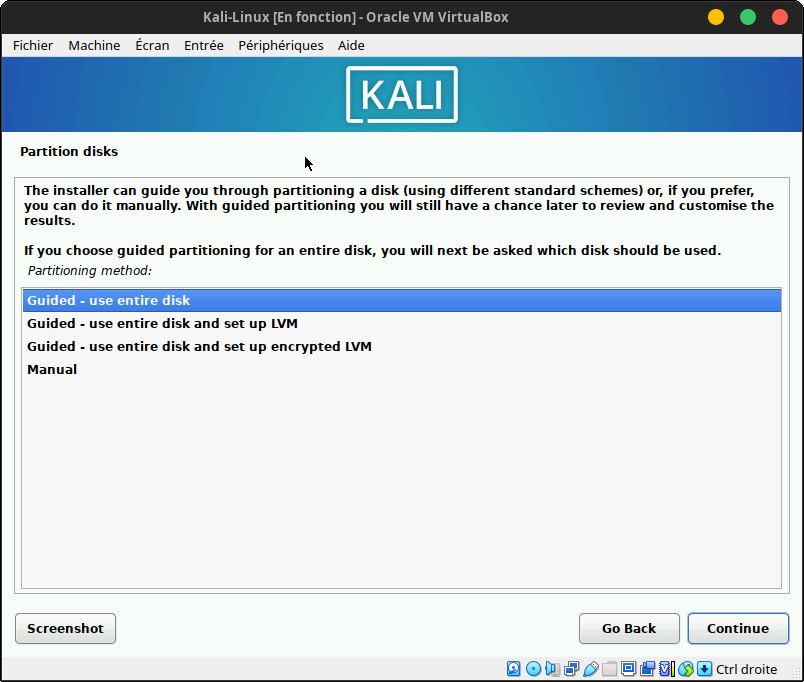 Kali-Linux [En fonction] - Oracle VM VirtualBox
Fichier Machine Écran Entrée Périphériques Aide
KALI
Partition disks
The installer can guide you through partitioning a disk (using different standard schemes) or, if you prefer,
you can do it manually. With guided partitioning you will still have a chance later to review and customise the
results.
If you choose guided partitioning for an entire disk, you will next be asked which disk should be used.
Partitioning method:
Guided - use entire disk
Guided - use entire disk and set up LVM
Guided - use entire disk and set up encrypted LVM
Manual
Screenshot Go Back Continue
Ctrl droite